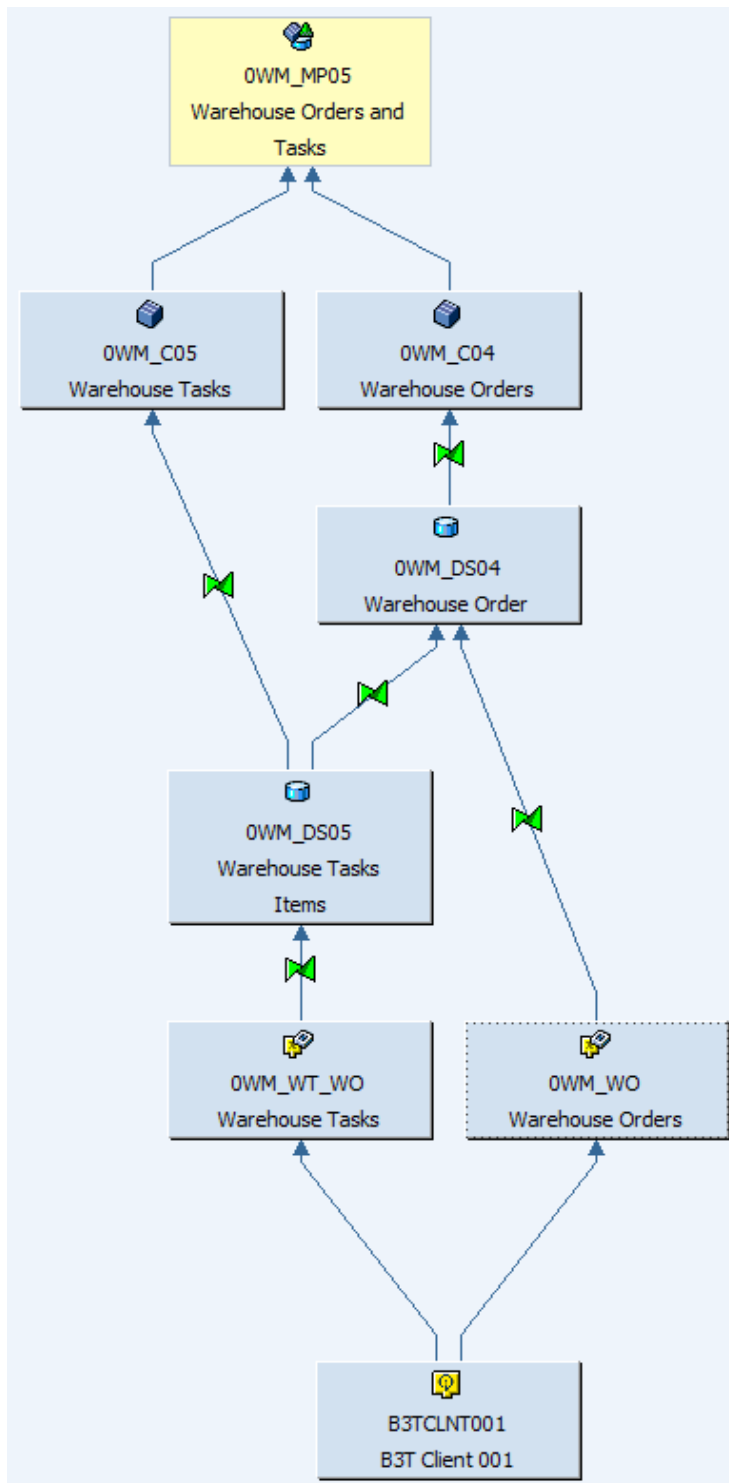 0WM_MP05
Warehouse Orders and
Tasks
0WM_C05
Warehouse Tasks
0WM_C04
Warehouse Orders
0WM_DS04
Warehouse Order
0WM_DS05
Warehouse Tasks
Items
0WM_WT_WO
Warehouse Tasks
0WM_WO
Warehouse Orders
B3TCLNT001
B3T Client 001